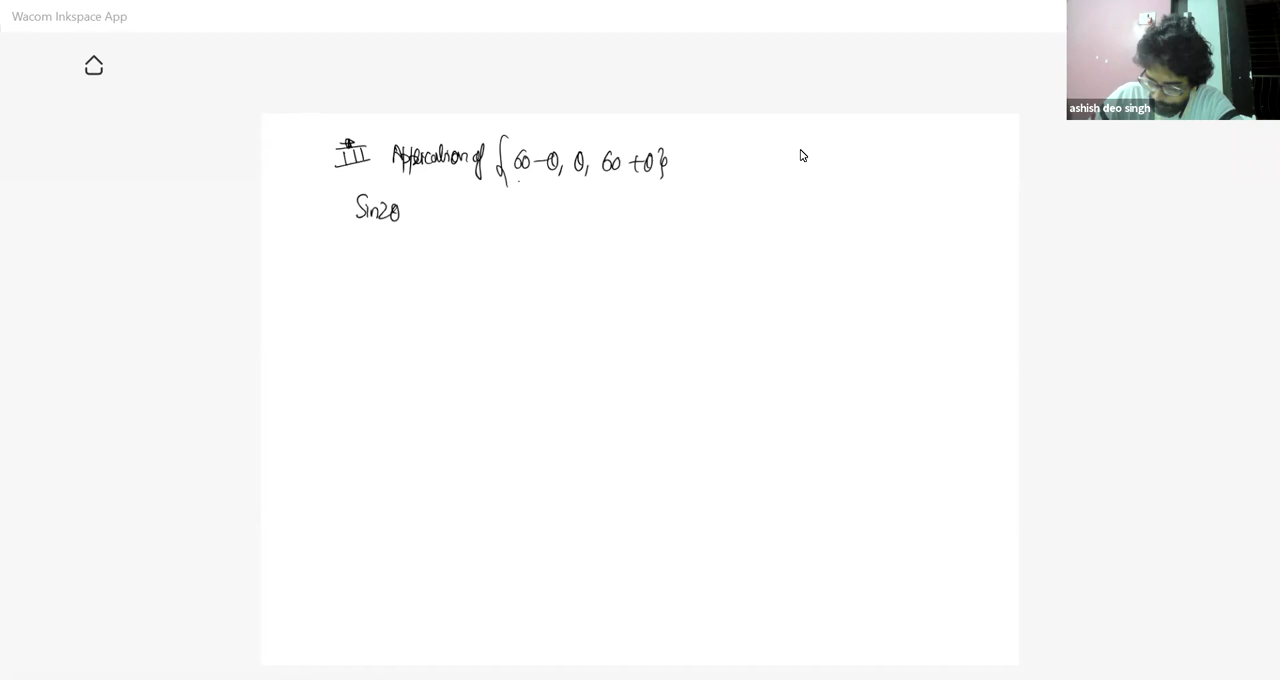 Wacom Inkspace App
ashish deo singh
III Application of {60-θ, θ, 60+θ}
Sin2θ